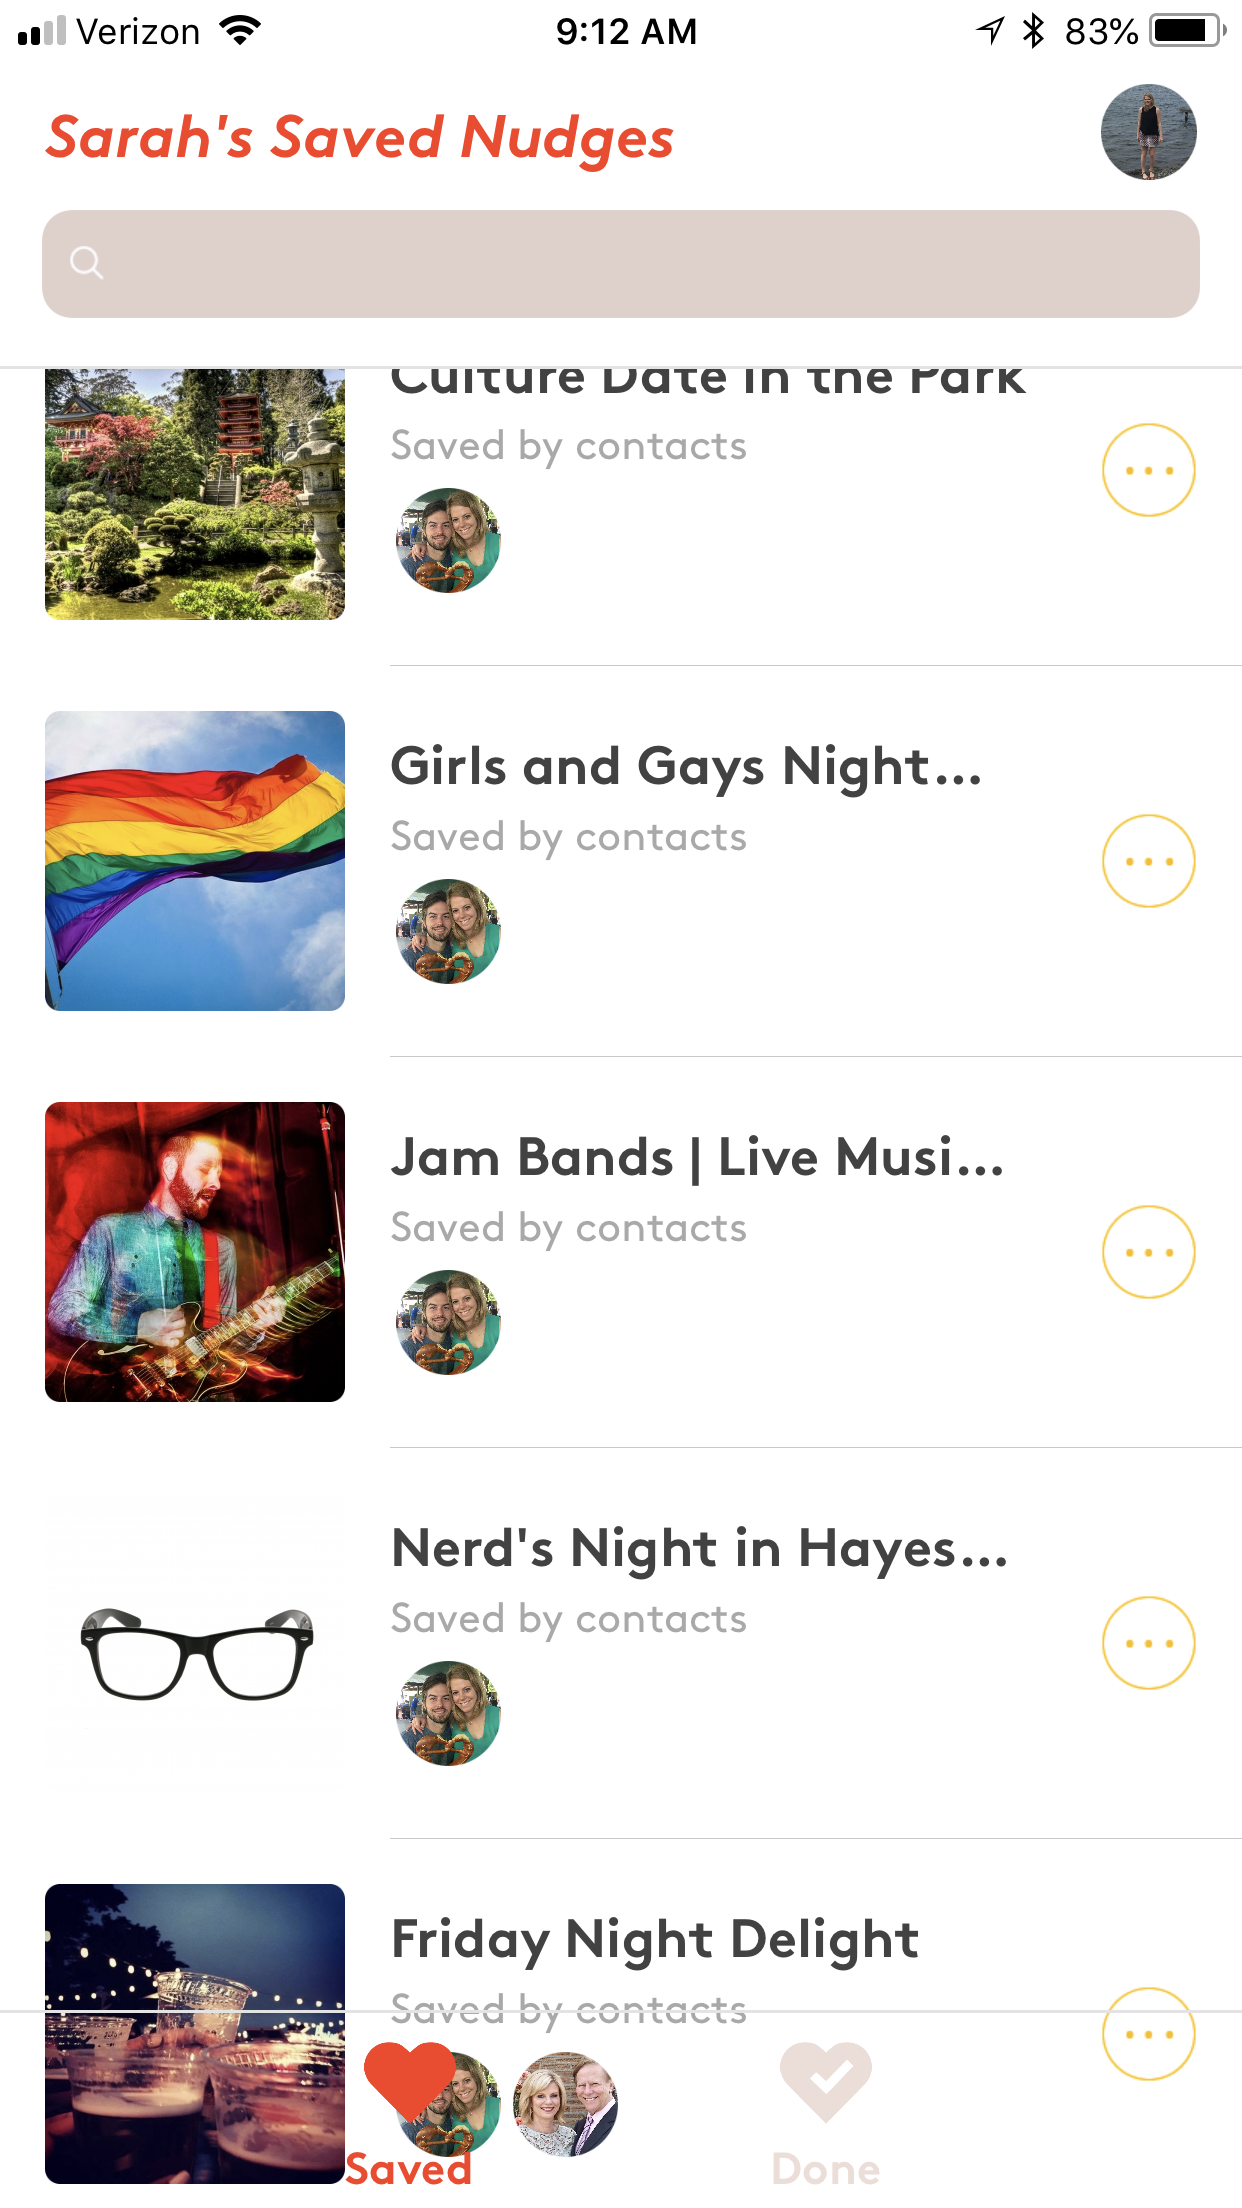 Verizon 9:12 AM 83%
Sarah's Saved Nudges
Culture Date in the Park
Saved by contacts
Girls and Gays Night...
Saved by contacts
Jam Bands | Live Musi...
Saved by contacts
Nerd's Night in Hayes...
Saved by contacts
Friday Night Delight
Saved by contacts
Saved Done